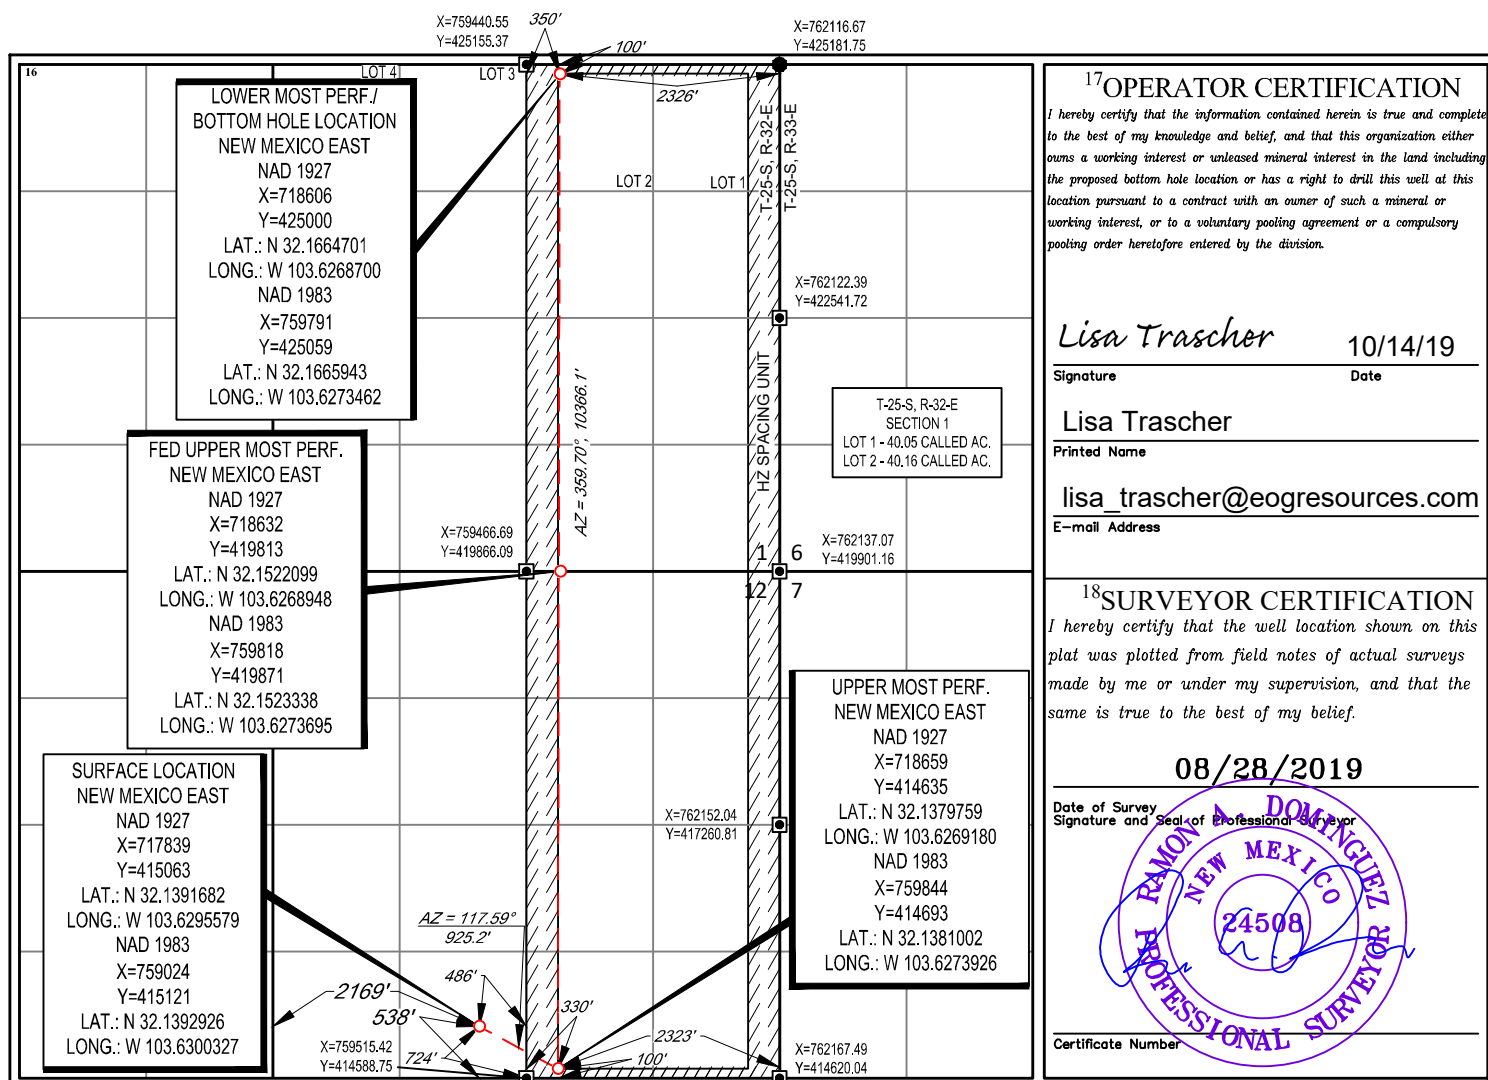 X=759440.55
Y=425155.37
350'
100'
X=762116.67
Y=425181.75
16
LOT 4
LOT 3
2326'
LOT 2
LOT 1
T-25-S, R-32-E
T-25-S, R-33-E
LOWER MOST PERF./
BOTTOM HOLE LOCATION
NEW MEXICO EAST
NAD 1927
X=718606
Y=425000
LAT.: N 32.1664701
LONG.: W 103.6268700
NAD 1983
X=759791
Y=425059
LAT.: N 32.1665943
LONG.: W 103.6273462
X=762122.39
Y=422541.72
AZ = 359.70°, 10366.1'
HZ SPACING UNIT
T-25-S, R-32-E
SECTION 1
LOT 1 - 40.05 CALLED AC.
LOT 2 - 40.16 CALLED AC.
FED UPPER MOST PERF.
NEW MEXICO EAST
NAD 1927
X=718632
Y=419813
LAT.: N 32.1522099
LONG.: W 103.6268948
NAD 1983
X=759818
Y=419871
LAT.: N 32.1523338
LONG.: W 103.6273695
X=759466.69
Y=419866.09
1 6
12 7
X=762137.07
Y=419901.16
SURFACE LOCATION
NEW MEXICO EAST
NAD 1927
X=717839
Y=415063
LAT.: N 32.1391682
LONG.: W 103.6295579
NAD 1983
X=759024
Y=415121
LAT.: N 32.1392926
LONG.: W 103.6300327
UPPER MOST PERF.
NEW MEXICO EAST
NAD 1927
X=718659
Y=414635
LAT.: N 32.1379759
LONG.: W 103.6269180
NAD 1983
X=759844
Y=414693
LAT.: N 32.1381002
LONG.: W 103.6273926
X=762152.04
Y=417260.81
AZ = 117.59°
925.2'
486'
2169'
538'
330'
724'
2323'
100'
X=759515.42
Y=414588.75
X=762167.49
Y=414620.04
17OPERATOR CERTIFICATION
I hereby certify that the information contained herein is true and complete
to the best of my knowledge and belief, and that this organization either
owns a working interest or unleased mineral interest in the land including
the proposed bottom hole location or has a right to drill this well at this
location pursuant to a contract with an owner of such a mineral or
working interest, or to a voluntary pooling agreement or a compulsory
pooling order heretofore entered by the division.
Lisa Trascher 10/14/19
Signature Date
Lisa Trascher
Printed Name
lisa_trascher@eogresources.com
E-mail Address
18SURVEYOR CERTIFICATION
I hereby certify that the well location shown on this
plat was plotted from field notes of actual surveys
made by me or under my supervision, and that the
same is true to the best of my belief.
08/28/2019
Date of Survey
Signature and Seal of Professional Surveyor
RAMON A. DOMINGUEZ
NEW MEXICO
24508
PROFESSIONAL SURVEYOR
Certificate Number